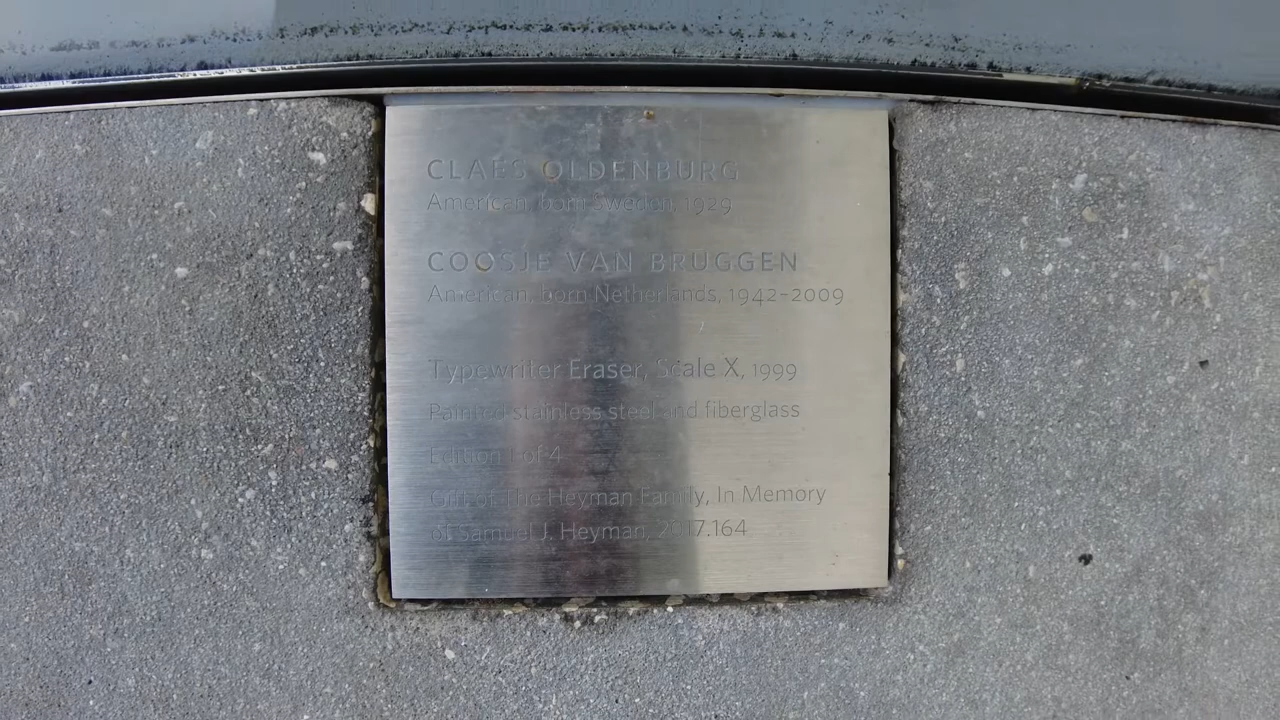 CLAES OLDENBURG
American, born Sweden, 1929
COOSJE VAN BRUGGEN
American, born Netherlands, 1942–2009
Typewriter Eraser, Scale X, 1999
Painted stainless steel and fiberglass
Edition 1 of 4
Gift of The Heyman Family, In Memory
of Samuel J. Heyman, 2017.164